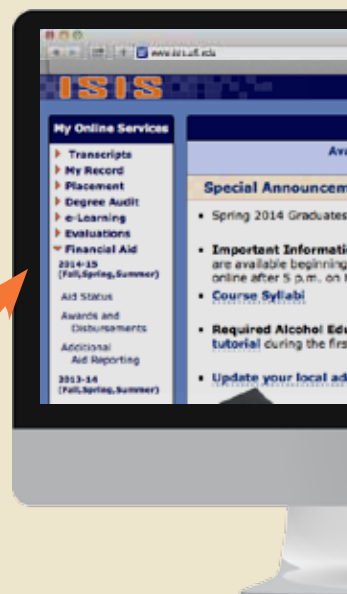 www.isis.ufl.edu
ISIS
My Online Services
Transcripts
My Record
Placement
Degree Audit
e-Learning
Evaluations
Financial Aid
2014-15
(Fall,Spring,Summer)
Aid Status
Awards and
Disbursements
Additional
Aid Reporting
2013-14
(Fall,Spring,Summer)
Ava
Special Announcem
• Spring 2014 Graduates
• Important Informati
are available beginning
online after 5 p.m. on
• Course Syllabi
• Required Alcohol Edu
tutorial during the firs
• Update your local ad